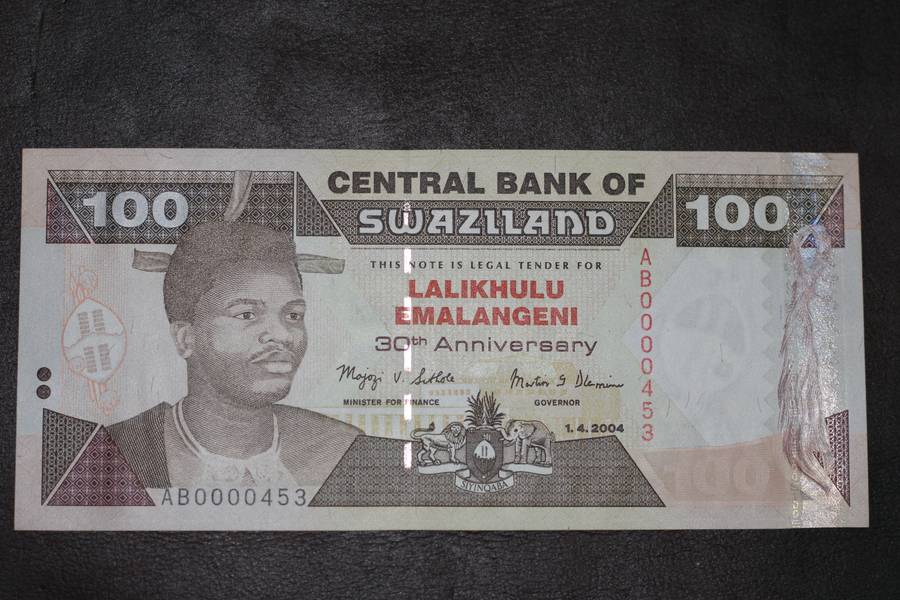 100
CENTRAL BANK OF
SWAZILAND
100
THIS NOTE IS LEGAL TENDER FOR
LALIKHULU
EMALANGENI
30th Anniversary
AB0000453
Majozi V. Sithole
Martin G Dlamini
MINISTER FOR FINANCE
GOVERNOR
1.4.2004
SIYINQABA
AB0000453